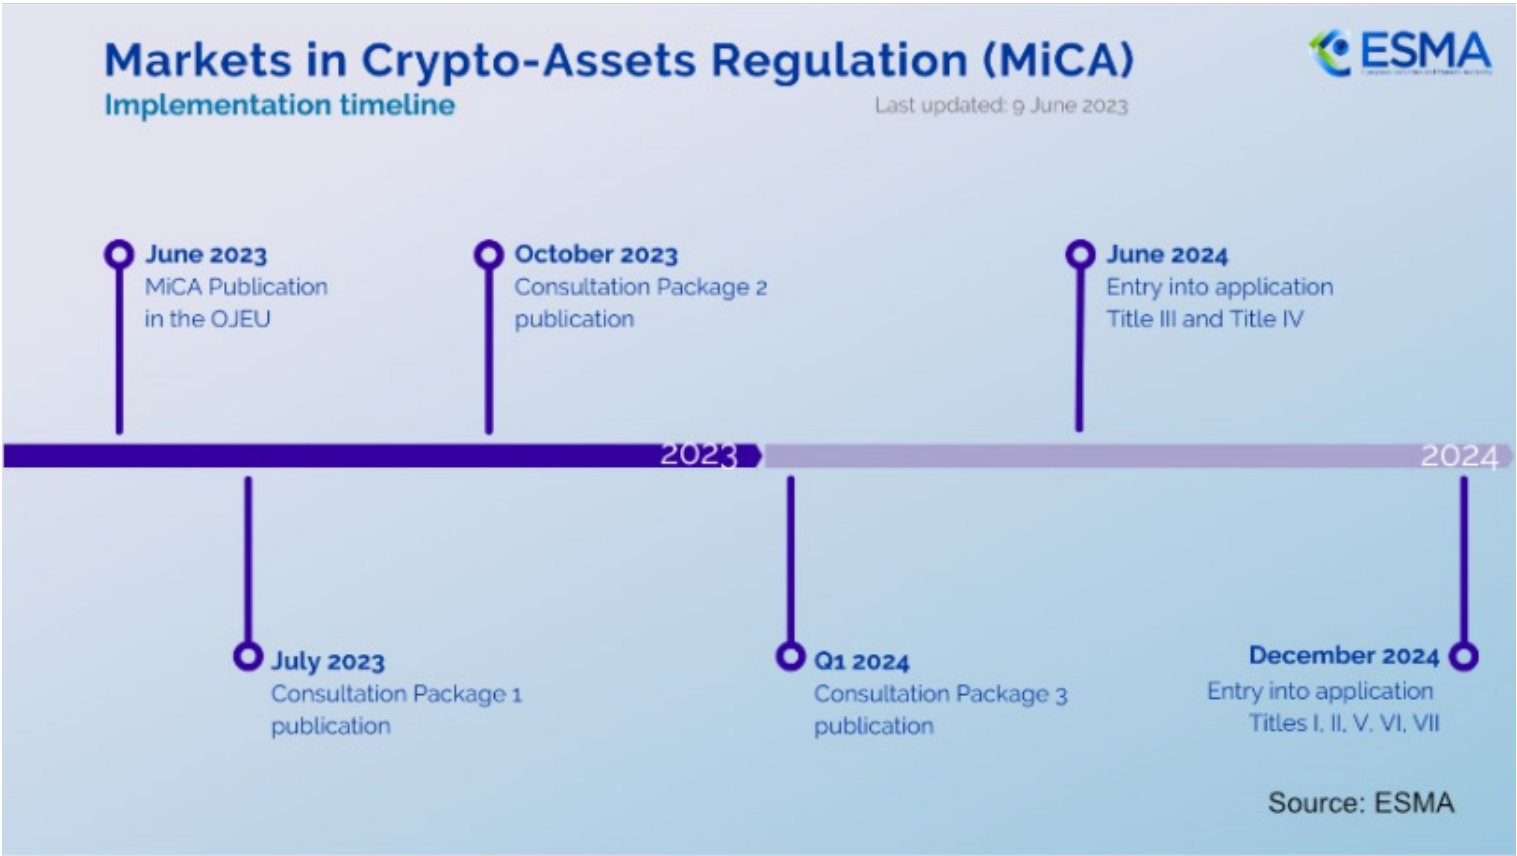 Markets in Crypto-Assets Regulation (MiCA)
ESMA
Implementation timeline
Last updated: 9 June 2023
June 2023
MiCA Publication
in the OJEU
October 2023
Consultation Package 2
publication
June 2024
Entry into application
Title III and Title IV
2023
2024
July 2023
Consultation Package 1
publication
Q1 2024
Consultation Package 3
publication
December 2024
Entry into application
Titles I, II, V, VI, VII
Source: ESMA